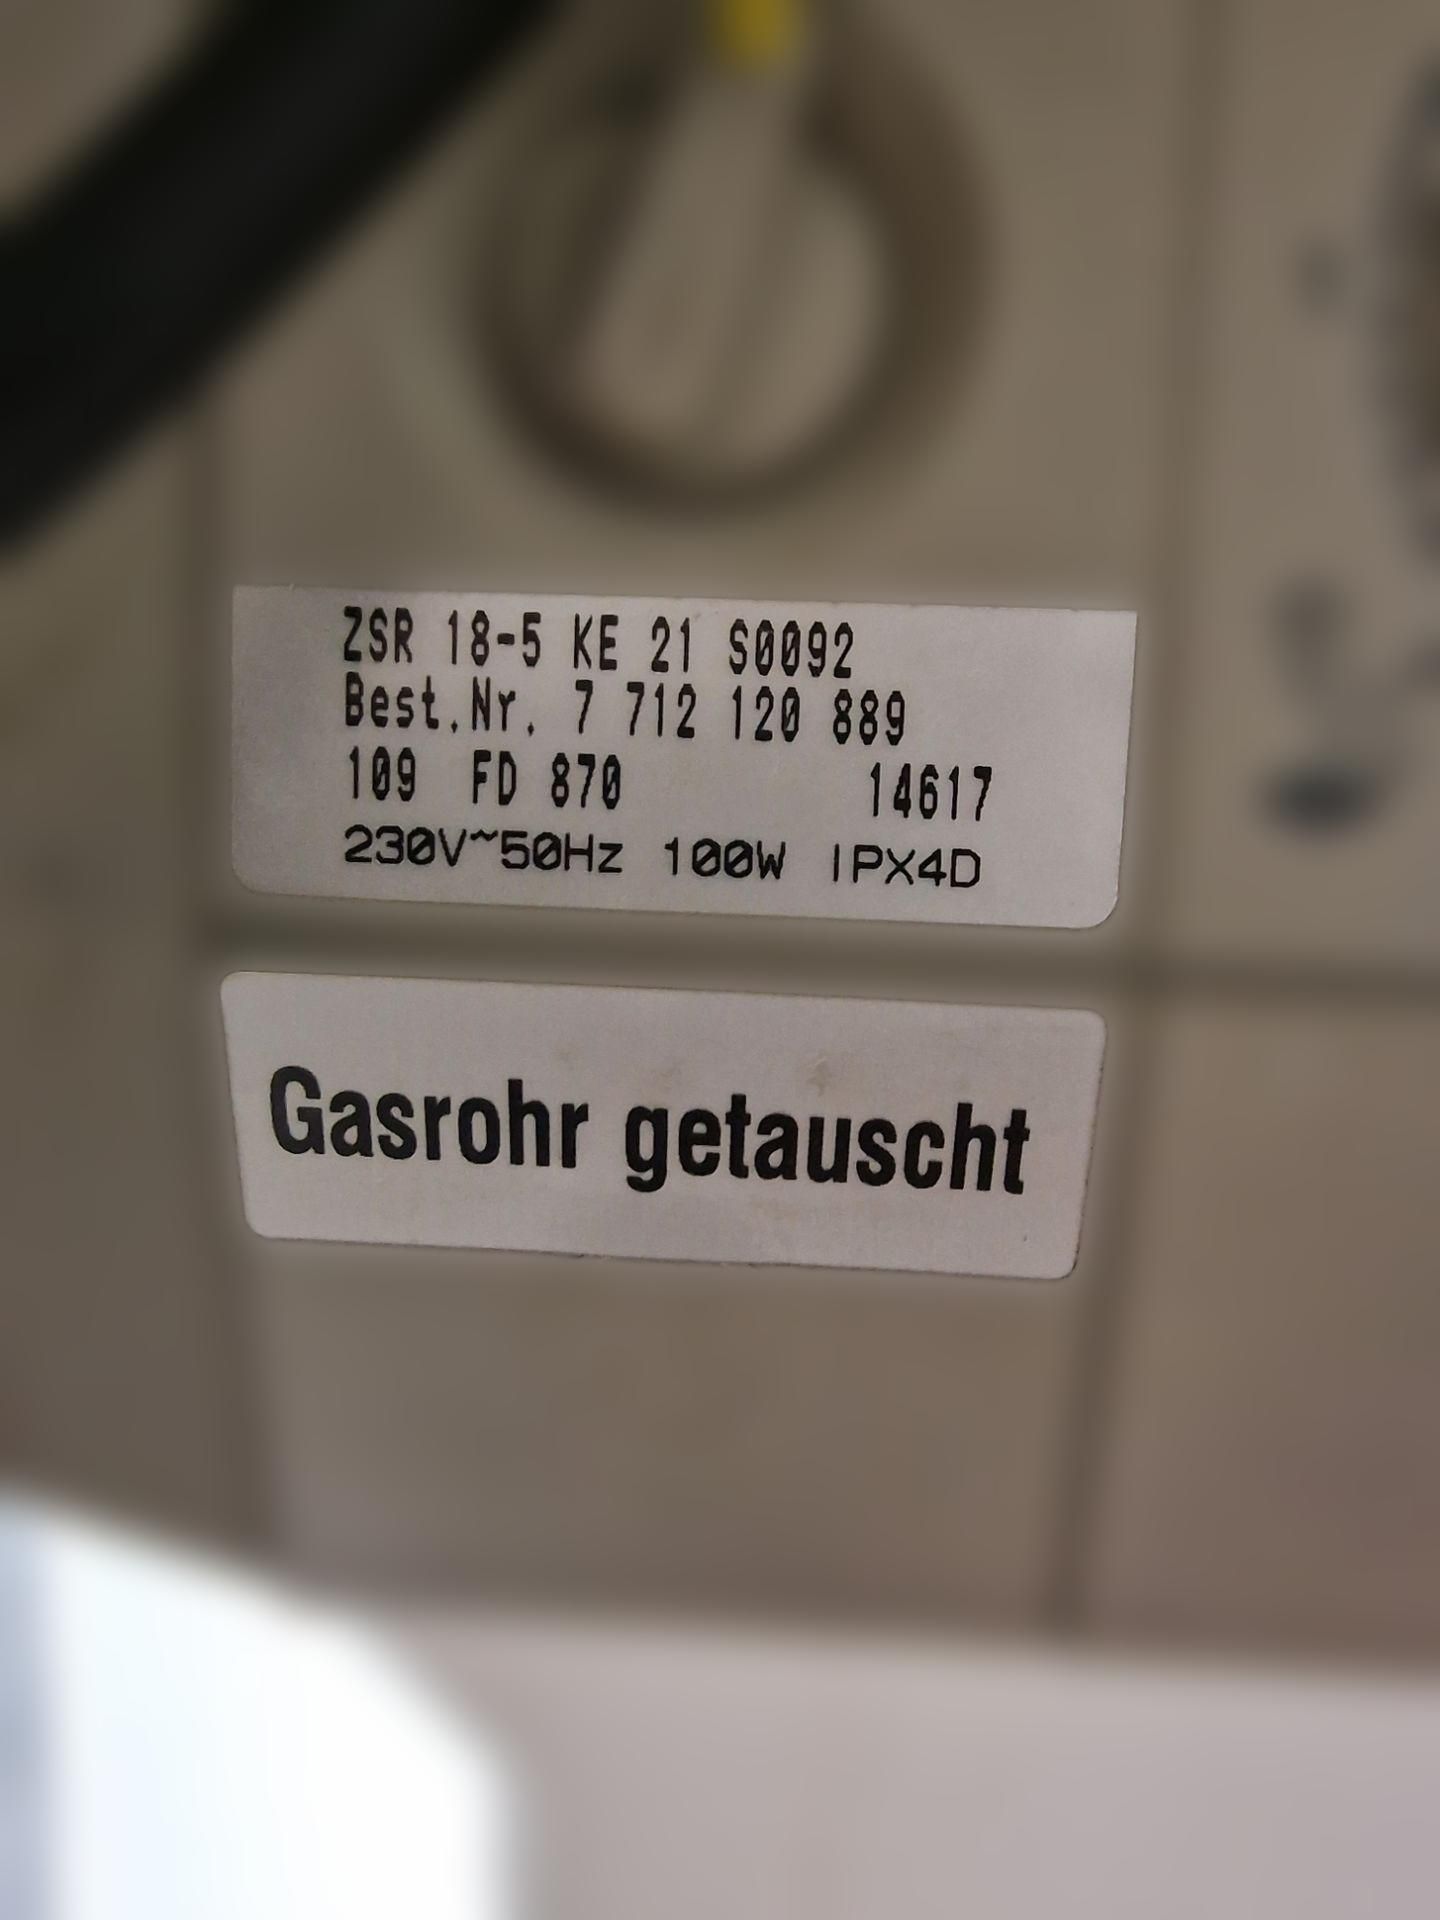 ZSR 18-5 KE 21 S0092
Best.Nr. 7 712 120 889
109 FD 870 14617
230V~50Hz 100W IPX4D
Gasrohr getauscht